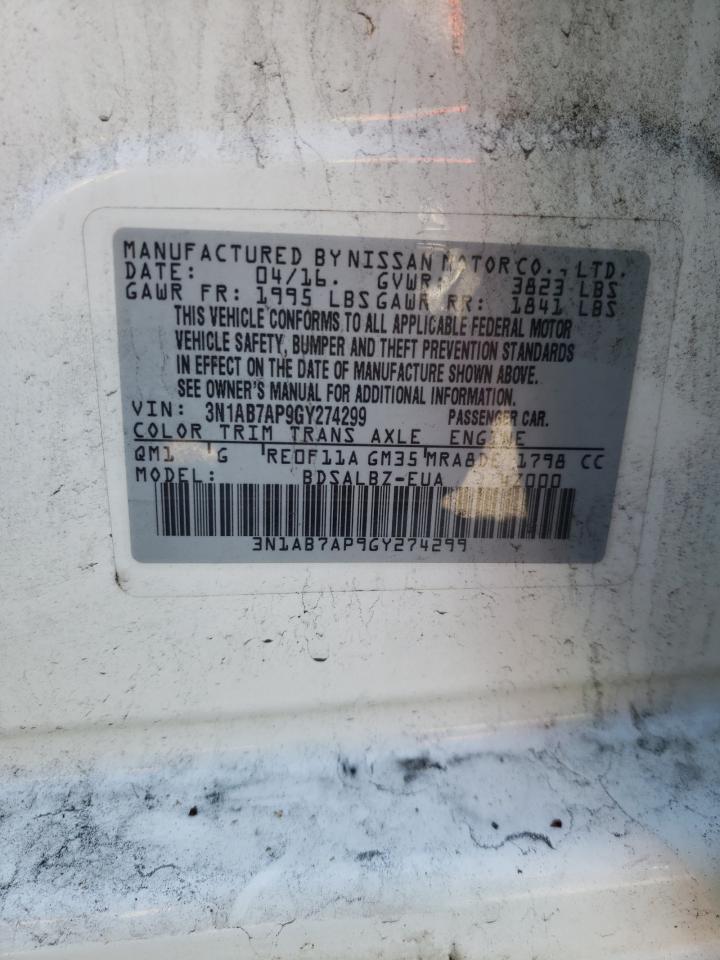 MANUFACTURED BY NISSAN MOTOR CO., LTD.
DATE: 04/16. GVWR: 3823 LBS
GAWR FR: 1995 LBS GAWR RR: 1841 LBS
THIS VEHICLE CONFORMS TO ALL APPLICABLE FEDERAL MOTOR
VEHICLE SAFETY, BUMPER AND THEFT PREVENTION STANDARDS
IN EFFECT ON THE DATE OF MANUFACTURE SHOWN ABOVE.
SEE OWNER'S MANUAL FOR ADDITIONAL INFORMATION.
VIN: 3N1AB7AP9GY274299 PASSENGER CAR.
COLOR TRIM TRANS AXLE ENGINE
QM1 G RE0F11A GM35 MRA8DE 1798 CC
MODEL: BDSALBZ-EUA
3N1AB7AP9GY274299